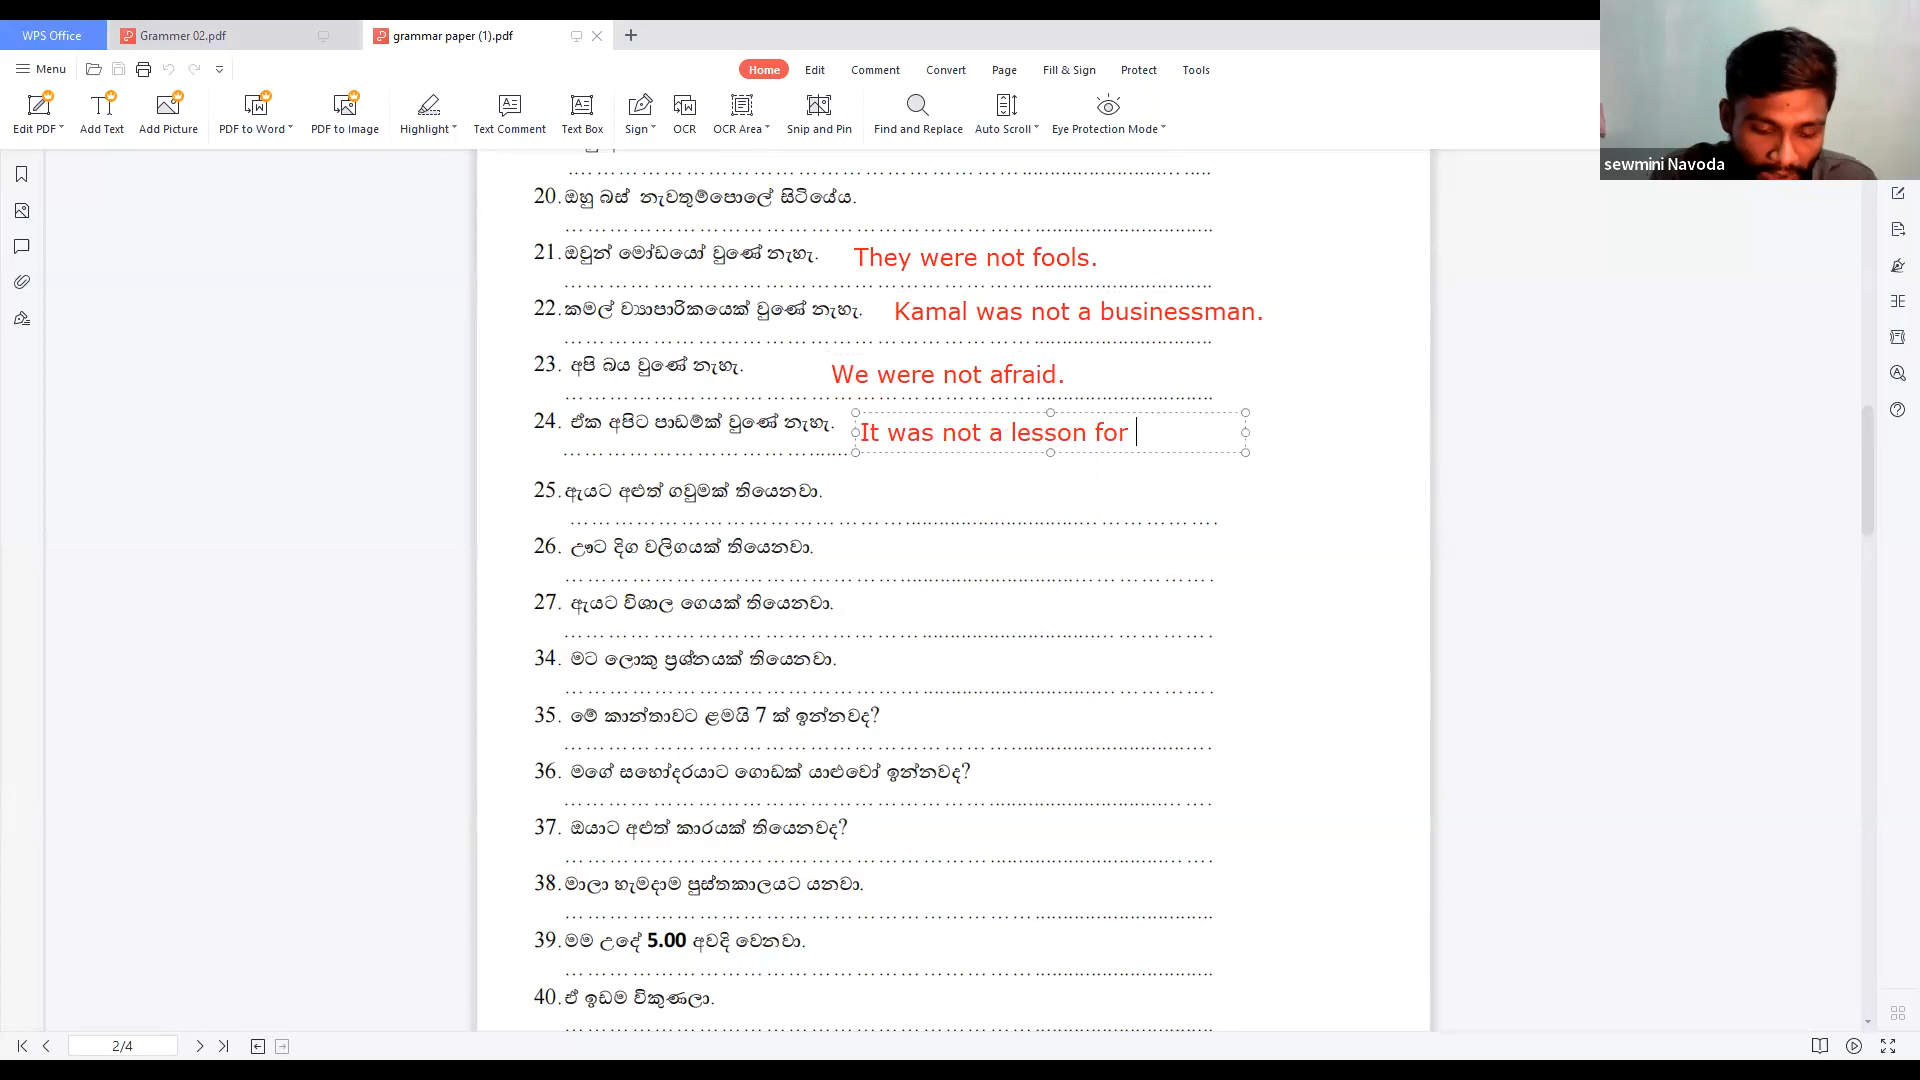 WPS Office
Grammer 02.pdf
grammar paper (1).pdf
Menu
Home
Edit
Comment
Convert
Page
Fill & Sign
Protect
Tools
Edit PDF
Add Text
Add Picture
PDF to Word
PDF to Image
Highlight
Text Comment
Text Box
Sign
OCR
OCR Area
Snip and Pin
Find and Replace
Auto Scroll
Eye Protection Mode
sewmini Navoda
20. ඔහු බස් නැවතුම්පොලේ සිටියේය.
21. ඔවුන් මෝඩයෝ වුණේ නැහැ. They were not fools.
22. කමල් ව්‍යාපාරිකයෙක් වුණේ නැහැ. Kamal was not a businessman.
23. අපි බය වුණේ නැහැ. We were not afraid.
24. ඒක අපිට පාඩමක් වුණේ නැහැ. It was not a lesson for
25. ඇයට අළුත් ගවුමක් තියෙනවා.
26. ඌට දිග වලිගයක් තියෙනවා.
27. ඇයට විශාල ගෙයක් තියෙනවා.
34. මට ලොකු ප්‍රශ්නයක් තියෙනවා.
35. මේ කාන්තාවට ළමයි 7 ක් ඉන්නවද?
36. මගේ සහෝදරයාට ගොඩක් යාළුවෝ ඉන්නවද?
37. ඔයාට අළුත් කාරයක් තියෙනවද?
38. මාලා හැමදාම පුස්තකාලයට යනවා.
39. මම උදේ 5.00 අවදි වෙනවා.
40. ඒ ඉඩම විකුණලා.
2/4